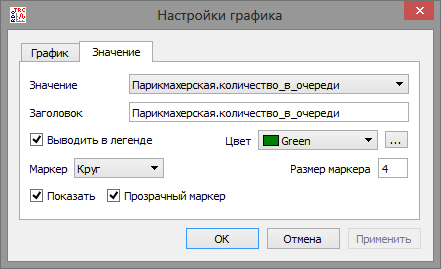 Настройки графика
График Значение
Значение Парикмахерская.количество_в_очереди
Заголовок Парикмахерская.количество_в_очереди
Выводить в легенде Цвет Green ...
Маркер Круг Размер маркера 4
Показать Прозрачный маркер
ОК Отмена Применить